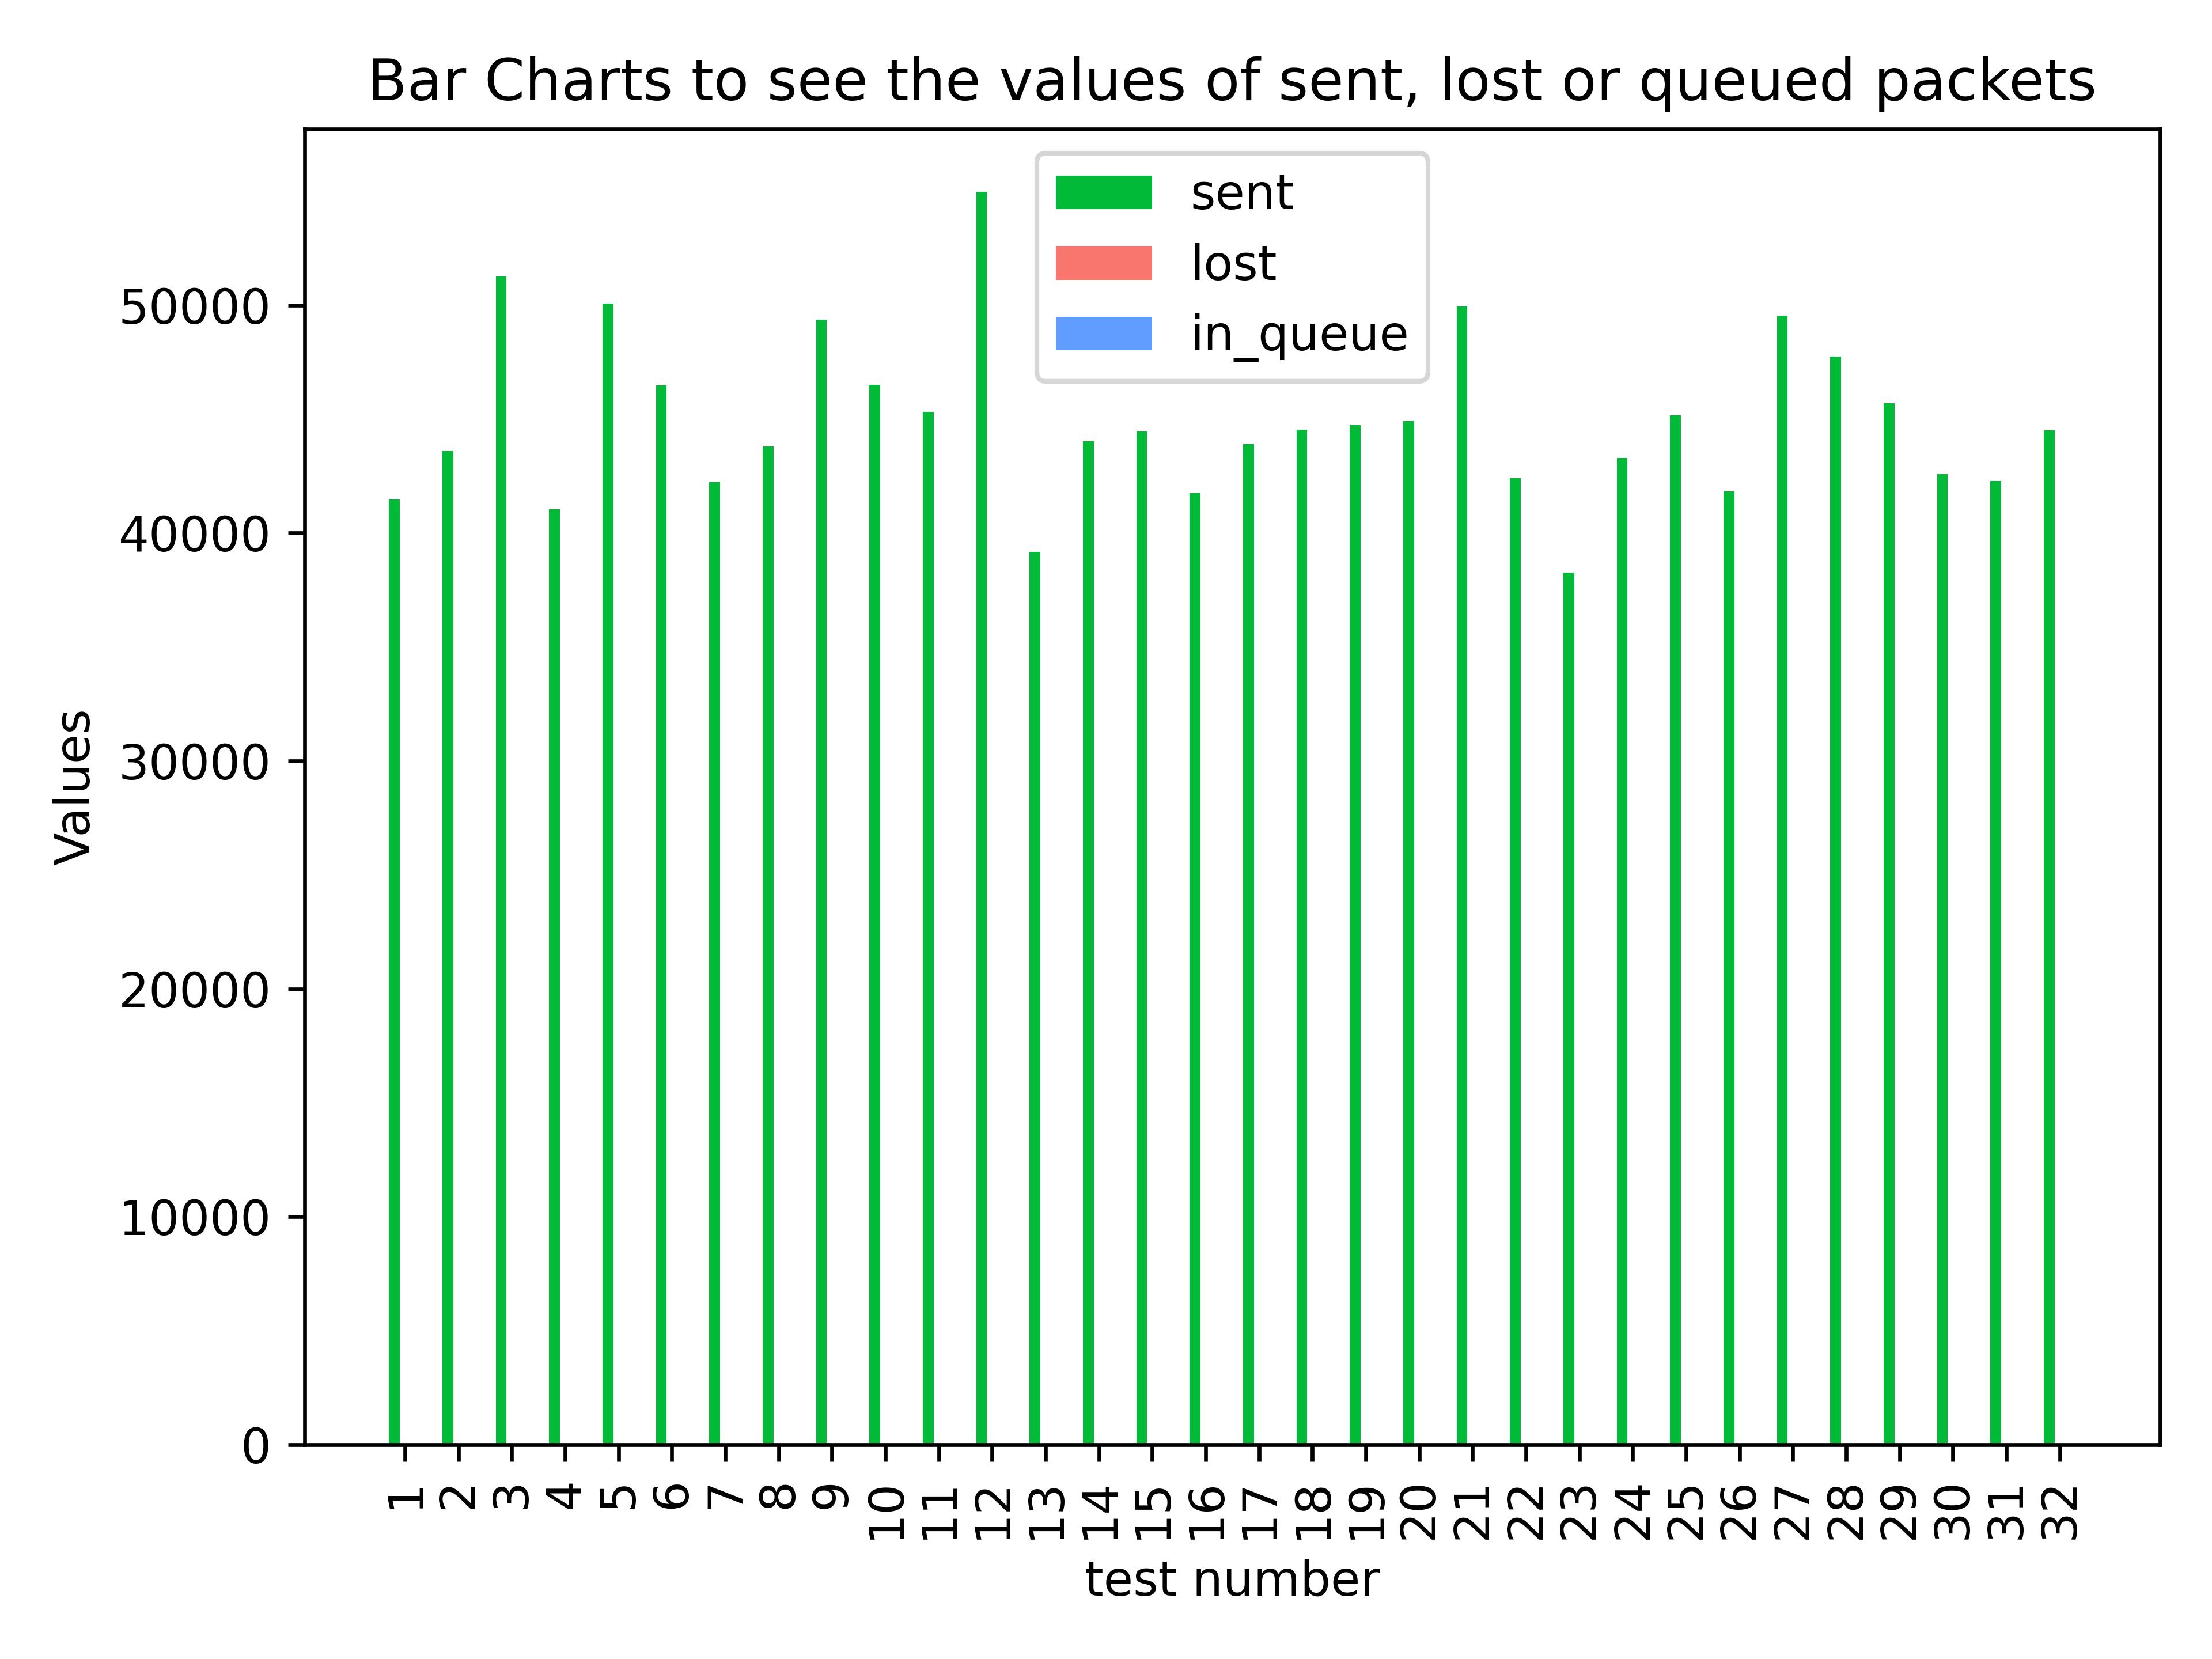 Bar Charts to see the values of sent, lost or queued packets
sent
lost
in_queue
50000
40000
30000
20000
10000
0
Values
1 2 3 4 5 6 7 8 9 10 11 12 13 14 15 16 17 18 19 20 21 22 23 24 25 26 27 28 29 30 31 32
test number